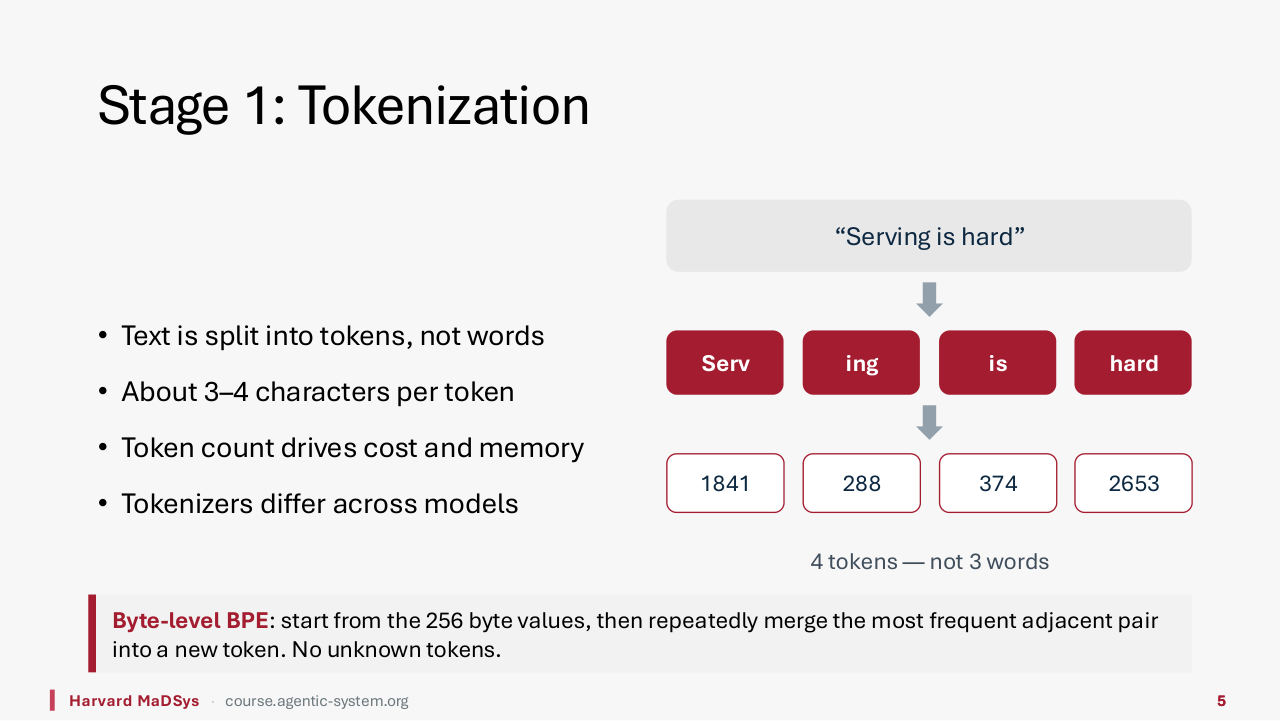 Stage 1: Tokenization
• Text is split into tokens, not words
• About 3–4 characters per token
• Token count drives cost and memory
• Tokenizers differ across models
“Serving is hard”
Serv ing is hard
1841 288 374 2653
4 tokens — not 3 words
Byte-level BPE: start from the 256 byte values, then repeatedly merge the most frequent adjacent pair
into a new token. No unknown tokens.
Harvard MaDSys · course.agentic-system.org 5